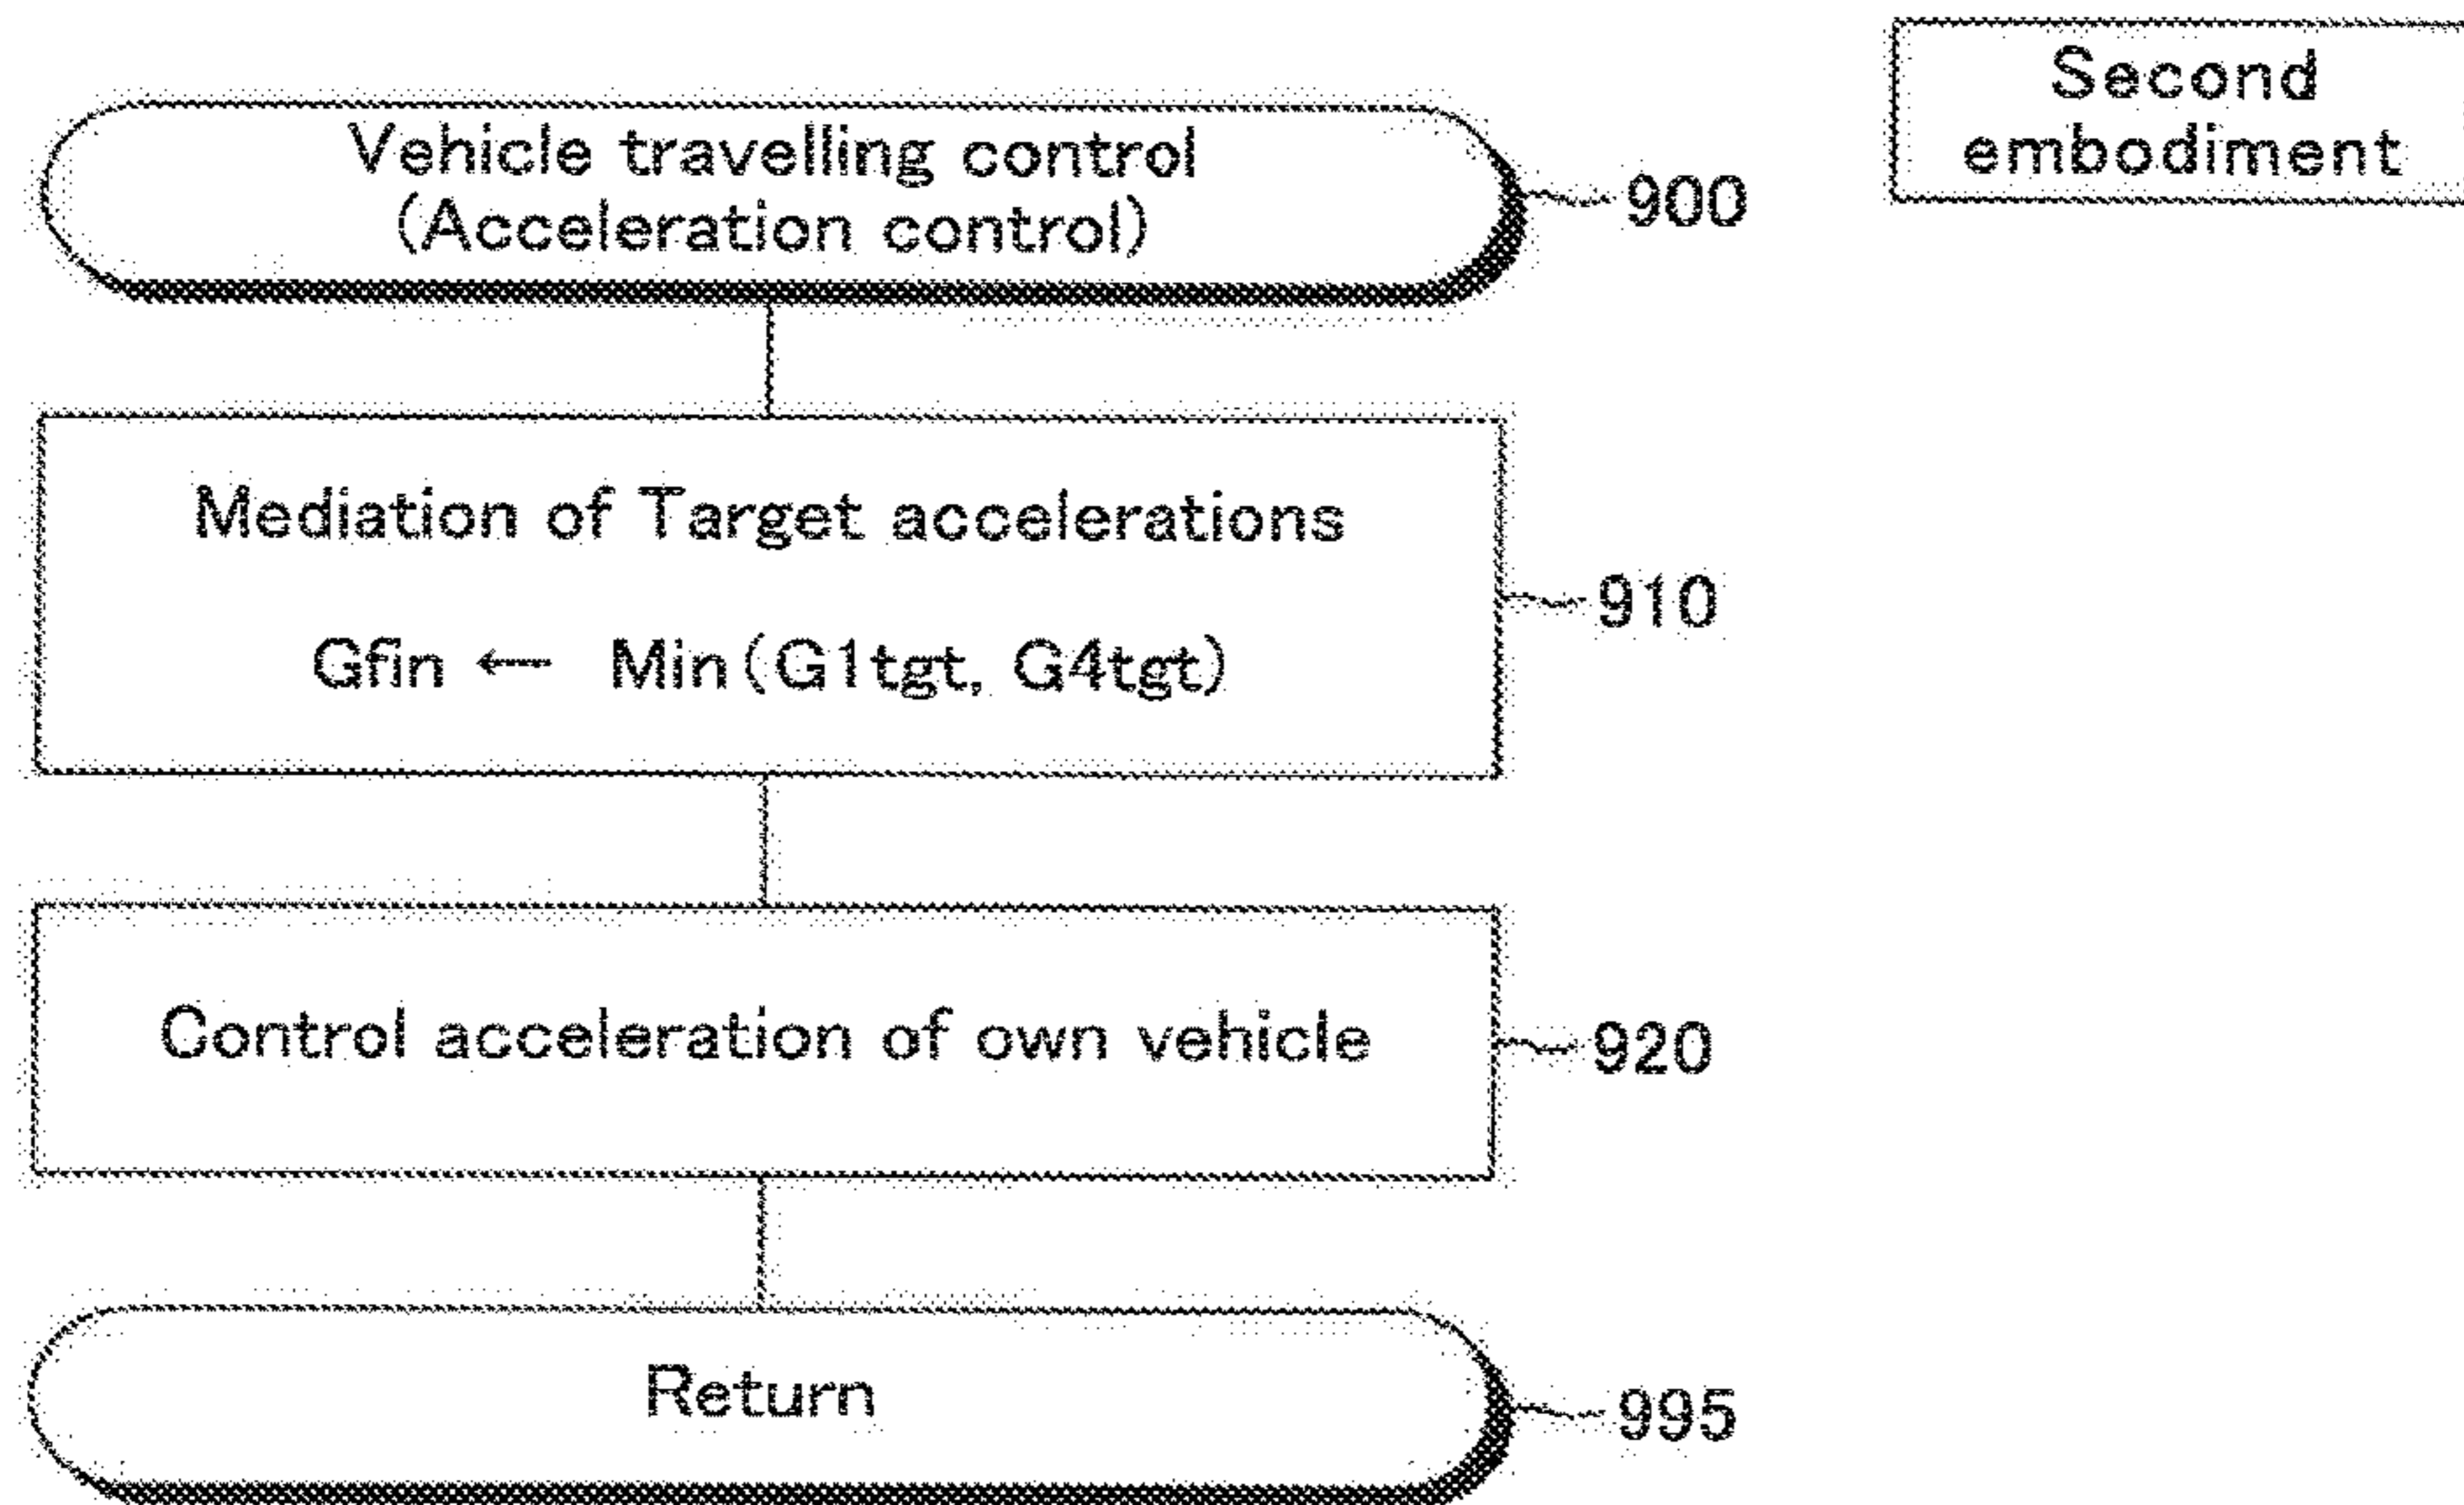 Second
embodiment
Vehicle travelling control
(Acceleration control)
900
Mediation of Target accelerations
Gfin ← Min(G1tgt, G4tgt)
910
Control acceleration of own vehicle
920
Return
995